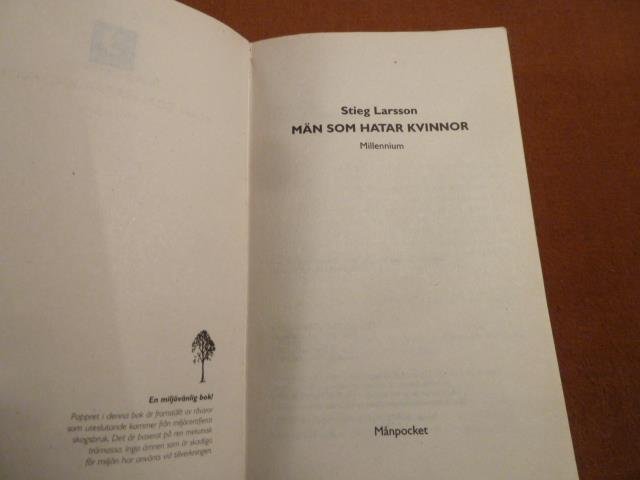 En miljövänlig bok!
Pappret i denna bok är framställt av råvaror
som uteslutande kommer från miljöcertifierat
skogsbruk. Det är baserat på ren mekanisk
trämassa. Inga ämnen som är skadliga
för miljön har använts vid tillverkningen.
Stieg Larsson
MÄN SOM HATAR KVINNOR
Millennium
Månpocket